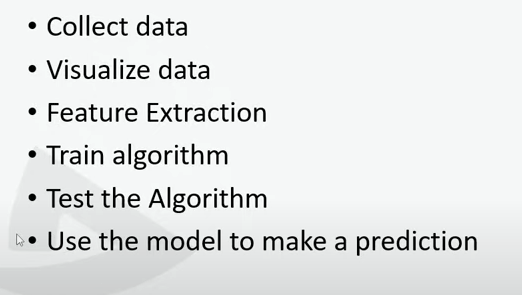 • Collect data
• Visualize data
• Feature Extraction
• Train algorithm
• Test the Algorithm
• Use the model to make a prediction